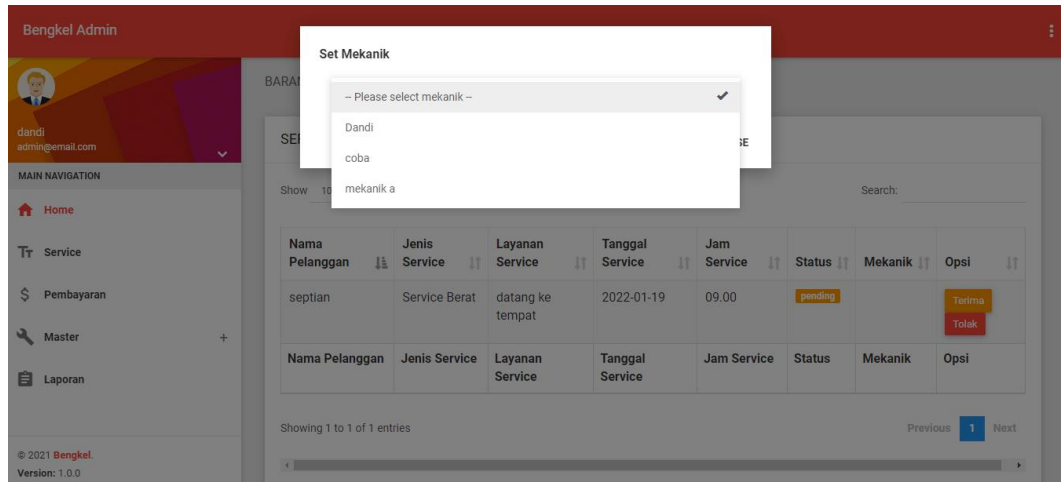 Bengkel Admin
Set Mekanik
-- Please select mekanik --
Dandi
coba
mekanik a
dandi
admin@email.com
MAIN NAVIGATION
Home
Service
Pembayaran
Master
Laporan
© 2021 Bengkel.
Version: 1.0.0
Show 10
Search:
Nama Pelanggan Jenis Service Layanan Service Tanggal Service Jam Service Status Mekanik Opsi
septian Service Berat datang ke tempat 2022-01-19 09.00 pending Terima
Tolak
Nama Pelanggan Jenis Service Layanan Service Tanggal Service Jam Service Status Mekanik Opsi
Showing 1 to 1 of 1 entries
Previous 1 Next